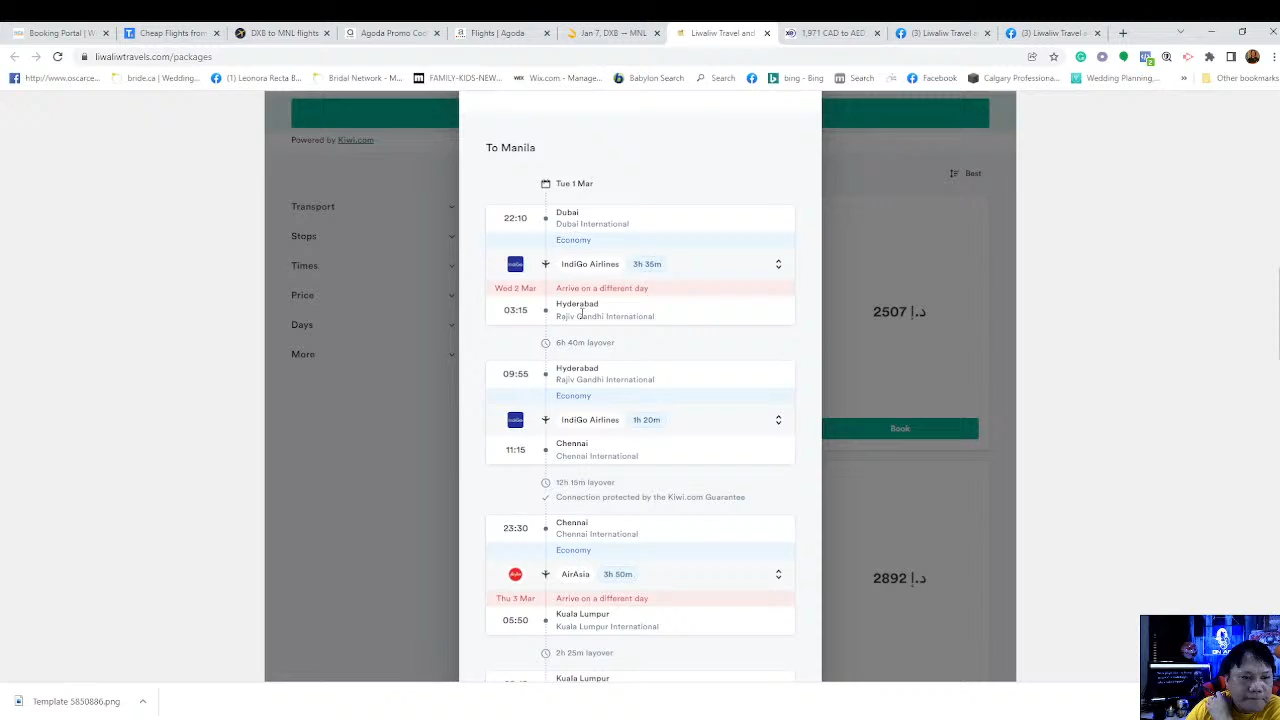 Booking Portal | W
Cheap Flights from
DXB to MNL flights
Agoda Promo Cod
Flights | Agoda
Jan 7, DXB → MNL
Liwaliw Travel and
1,971 CAD to AED
(3) Liwaliw Travel
(3) Liwaliw Travel
liwaliwtravels.com/packages
http://www.oscarce...
bride.ca | Wedding...
(1) Leonora Recta B...
Bridal Network - M...
FAMILY-KIDS-NEW...
Wix.com - Manage...
Babylon Search
Search
bing - Bing
Search
Facebook
Calgary Professiona...
Wedding Planning,...
»
Other bookmarks
Powered by Kiwi.com
Transport
Stops
Times
Price
Days
More
To Manila
Tue 1 Mar
22:10
Dubai
Dubai International
Economy
IndiGo
IndiGo Airlines
3h 35m
Wed 2 Mar
Arrive on a different day
03:15
Hyderabad
Rajiv Gandhi International
6h 40m layover
09:55
Hyderabad
Rajiv Gandhi International
Economy
IndiGo
IndiGo Airlines
1h 20m
11:15
Chennai
Chennai International
12h 15m layover
Connection protected by the Kiwi.com Guarantee
23:30
Chennai
Chennai International
Economy
AirAsia
3h 50m
Thu 3 Mar
Arrive on a different day
05:50
Kuala Lumpur
Kuala Lumpur International
2h 25m layover
Kuala Lumpur
Best
2507 د.إ
Book
2892 د.إ
Template 5850886.png
ON A